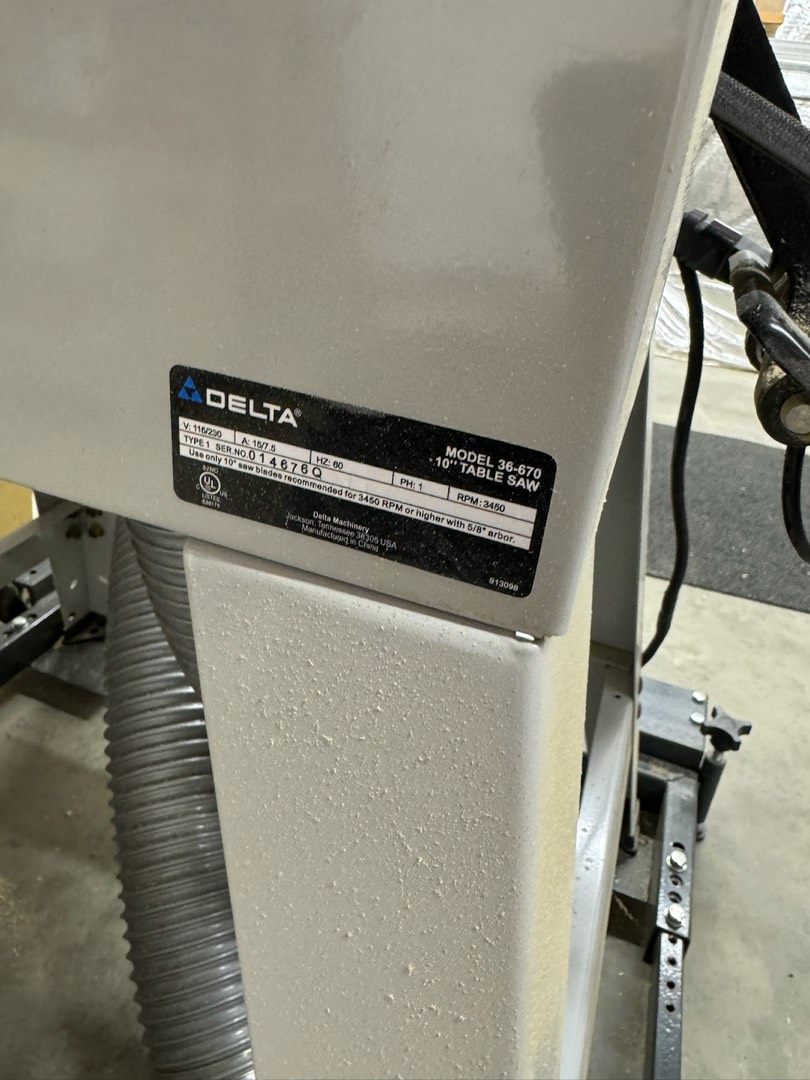 DELTA®
MODEL 36-670
10" TABLE SAW
V: 115/230 A: 15/7.5 HZ: 60 PH: 1 RPM: 3450
TYPE 1 SER.NO. 014676Q
Use only 10" saw blades recommended for 3450 RPM or higher with 5/8" arbor.
C UL US
LISTED
Delta Machinery
Jackson, Tennessee 38305 USA
Manufactured in China
913098